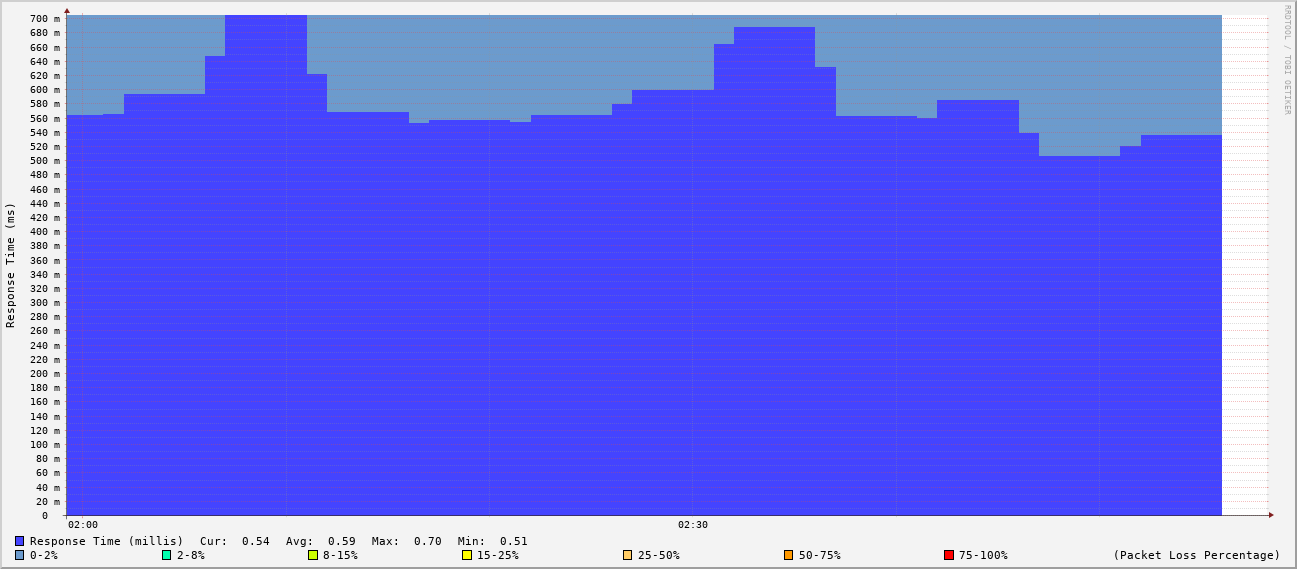 700 m
680 m
660 m
640 m
620 m
600 m
580 m
560 m
540 m
520 m
500 m
480 m
460 m
440 m
420 m
400 m
380 m
360 m
340 m
320 m
300 m
280 m
260 m
240 m
220 m
200 m
180 m
160 m
140 m
120 m
100 m
80 m
60 m
40 m
20 m
0
Response Time (ms)
RRDTOOL / TOBI OETIKER
02:00 02:30
Response Time (millis) Cur: 0.54 Avg: 0.59 Max: 0.70 Min: 0.51
0-2% 2-8% 8-15% 15-25% 25-50% 50-75% 75-100% (Packet Loss Percentage)